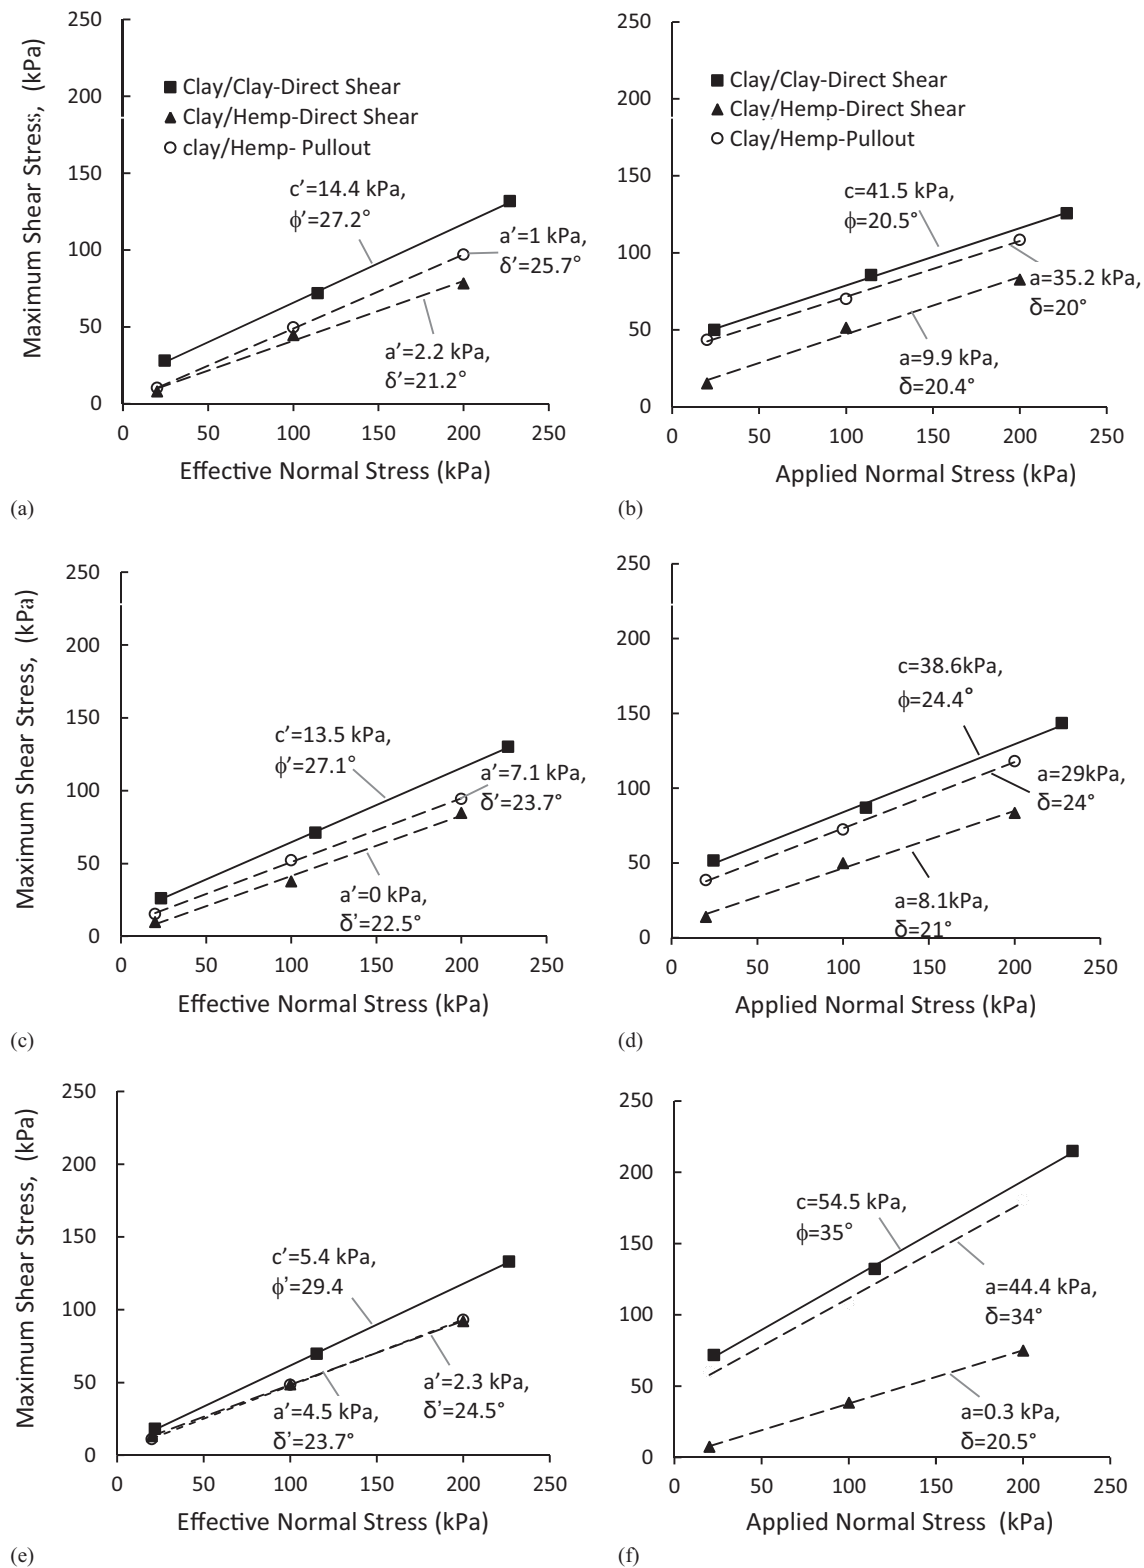 250
200
150
100
50
0
Maximum Shear Stress, (kPa)
Clay/Clay-Direct Shear
Clay/Hemp-Direct Shear
clay/Hemp- Pullout
c’=14.4 kPa,
ϕ’=27.2°
a’=1 kPa,
δ’=25.7°
a’=2.2 kPa,
δ’=21.2°
0 50 100 150 200 250
Effective Normal Stress (kPa)
(a)
250
200
150
100
50
0
Clay/Clay-Direct Shear
Clay/Hemp-Direct Shear
Clay/Hemp-Pullout
c=41.5 kPa,
ϕ=20.5°
a=35.2 kPa,
δ=20°
a=9.9 kPa,
δ=20.4°
0 50 100 150 200 250
Applied Normal Stress (kPa)
(b)
250
200
150
100
50
0
Maximum Shear Stress, (kPa)
c’=13.5 kPa,
ϕ’=27.1°
a’=7.1 kPa,
δ’=23.7°
a’=0 kPa,
δ’=22.5°
0 50 100 150 200 250
Effective Normal Stress (kPa)
(c)
250
200
150
100
50
0
c=38.6kPa,
ϕ=24.4°
a=29kPa,
δ=24°
a=8.1kPa,
δ=21°
0 50 100 150 200 250
Applied Normal Stress (kPa)
(d)
250
200
150
100
50
0
Maximum Shear Stress, (kPa)
c’=5.4 kPa,
ϕ’=29.4
a’=2.3 kPa,
δ’=24.5°
a’=4.5 kPa,
δ’=23.7°
0 50 100 150 200 250
Effective Normal Stress (kPa)
(e)
250
200
150
100
50
0
c=54.5 kPa,
ϕ=35°
a=44.4 kPa,
δ=34°
a=0.3 kPa,
δ=20.5°
0 50 100 150 200 250
Applied Normal Stress (kPa)
(f)